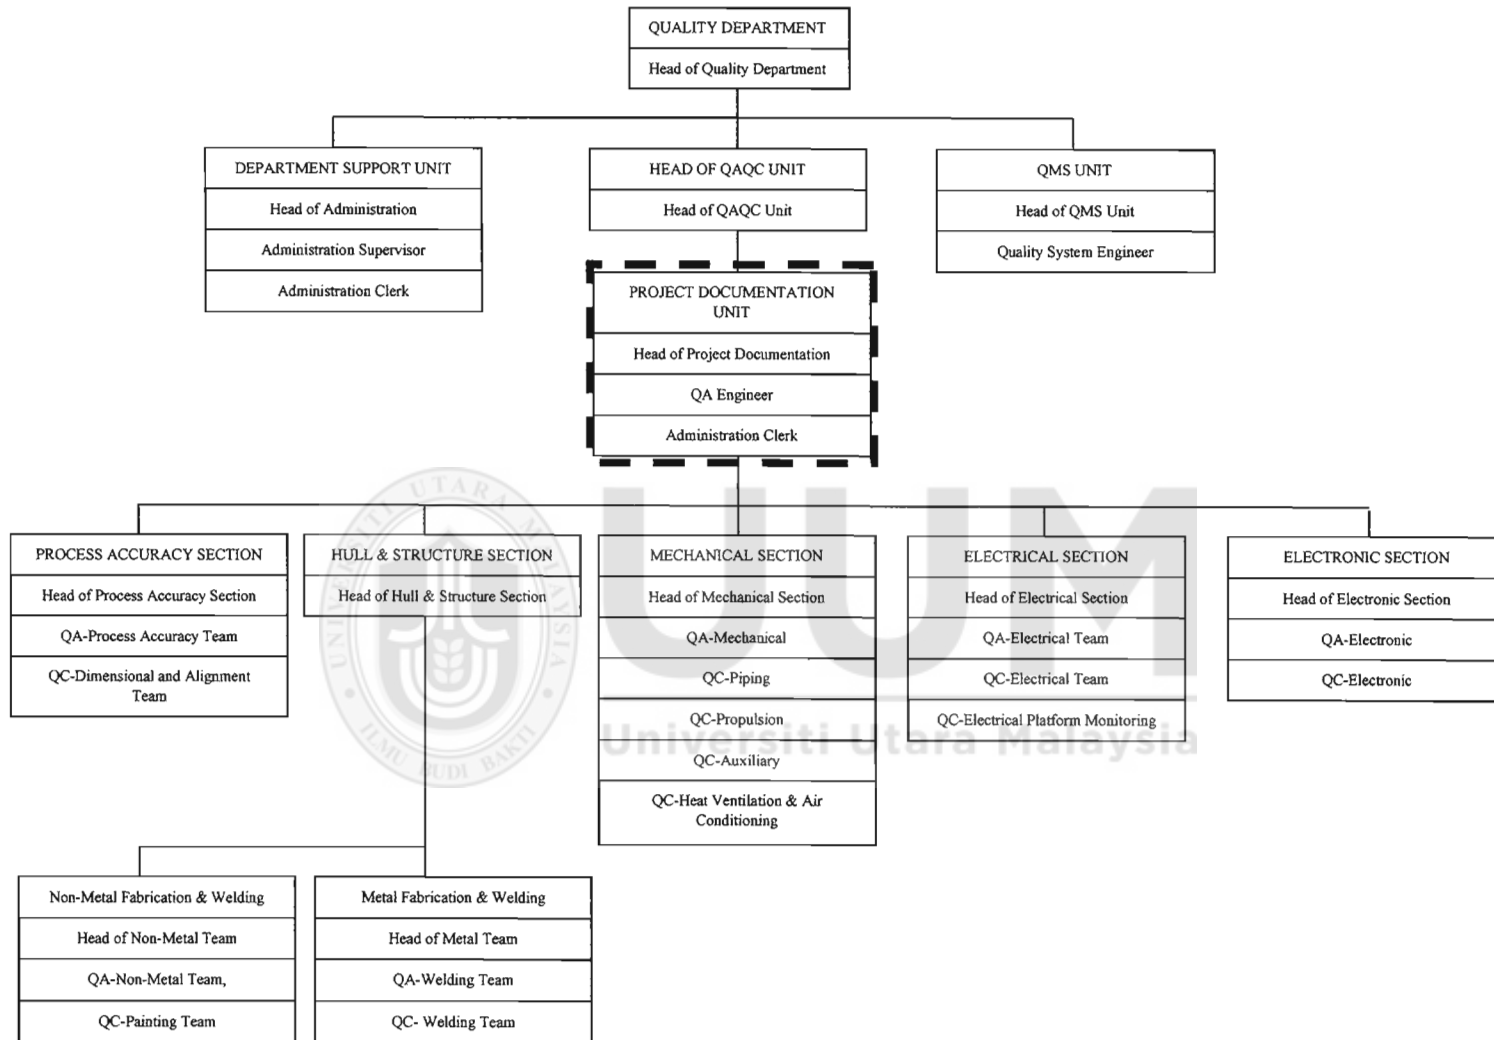 QUALITY DEPARTMENT
Head of Quality Department
DEPARTMENT SUPPORT UNIT
Head of Administration
Administration Supervisor
Administration Clerk
HEAD OF QAQC UNIT
Head of QAQC Unit
QMS UNIT
Head of QMS Unit
Quality System Engineer
PROJECT DOCUMENTATION
UNIT
Head of Project Documentation
QA Engineer
Administration Clerk
PROCESS ACCURACY SECTION
Head of Process Accuracy Section
QA-Process Accuracy Team
QC-Dimensional and Alignment
Team
HULL & STRUCTURE SECTION
Head of Hull & Structure Section
MECHANICAL SECTION
Head of Mechanical Section
QA-Mechanical
QC-Piping
QC-Propulsion
QC-Auxiliary
QC-Heat Ventilation & Air
Conditioning
ELECTRICAL SECTION
Head of Electrical Section
QA-Electrical Team
QC-Electrical Team
QC-Electrical Platform Monitoring
ELECTRONIC SECTION
Head of Electronic Section
QA-Electronic
QC-Electronic
Non-Metal Fabrication & Welding
Head of Non-Metal Team
QA-Non-Metal Team,
QC-Painting Team
Metal Fabrication & Welding
Head of Metal Team
QA-Welding Team
QC- Welding Team
UNIVERSITI UTARA MALAYSIA
ILMU BUDI BAKTI
UUM
Universiti Utara Malaysia